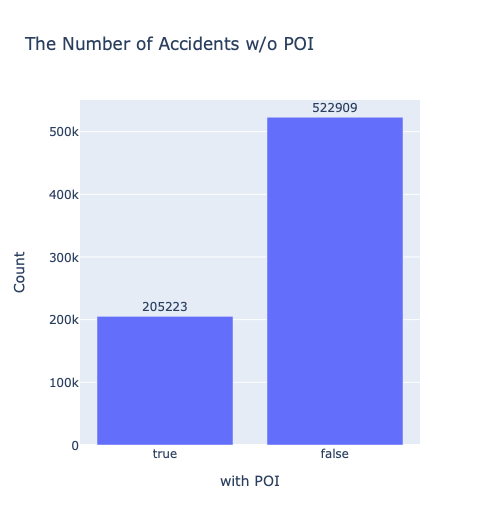 The Number of Accidents w/o POI
522909
500k
400k
300k
205223
200k
100k
0
Count
true
false
with POI